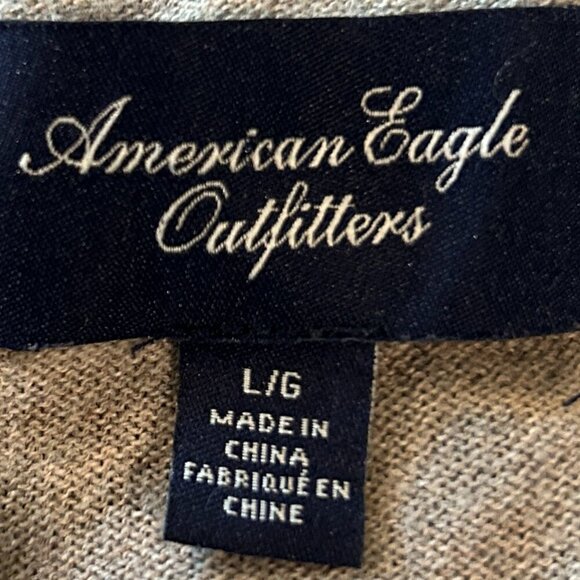 American Eagle
Outfitters
L/G
MADE IN
CHINA
FABRIQUÉ EN
CHINE